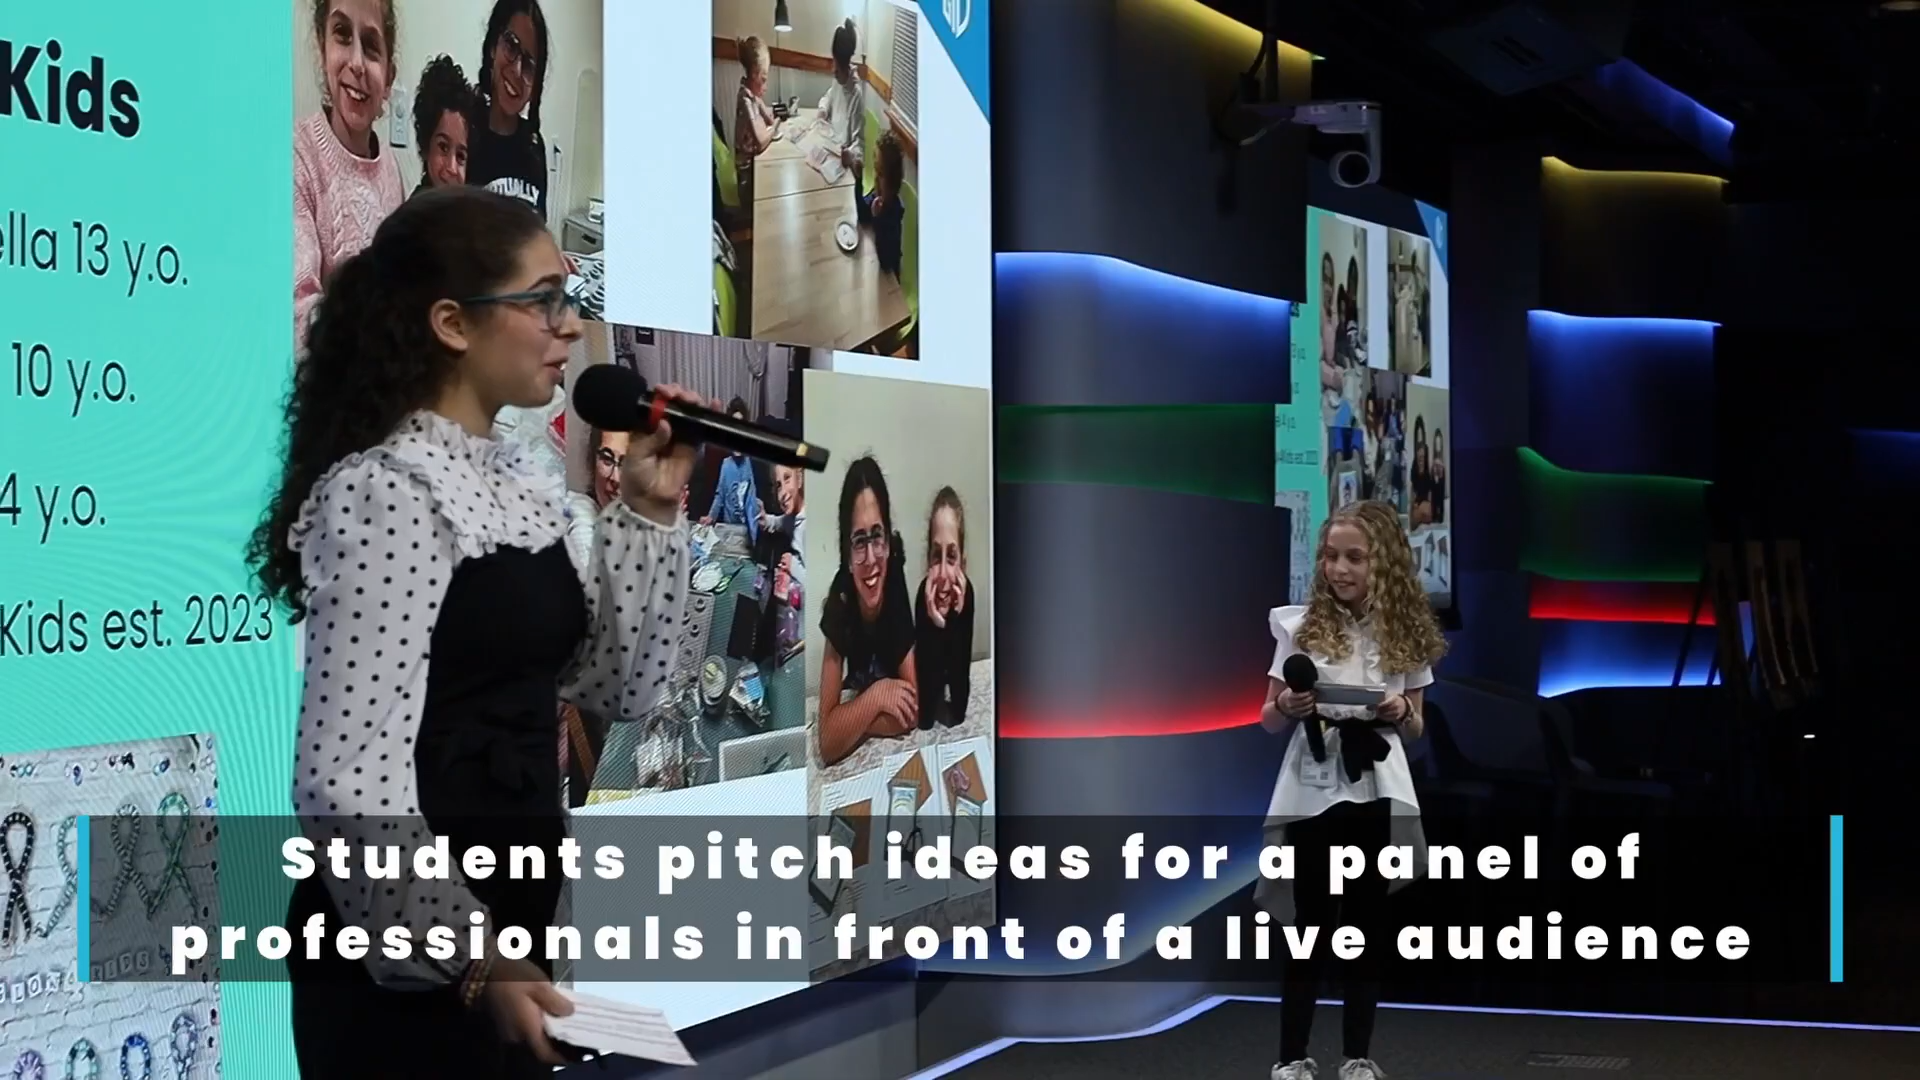 Kids
ella 13 y.o.
10 y.o.
4 y.o.
Kids est. 2023
Students pitch ideas for a panel of
professionals in front of a live audience